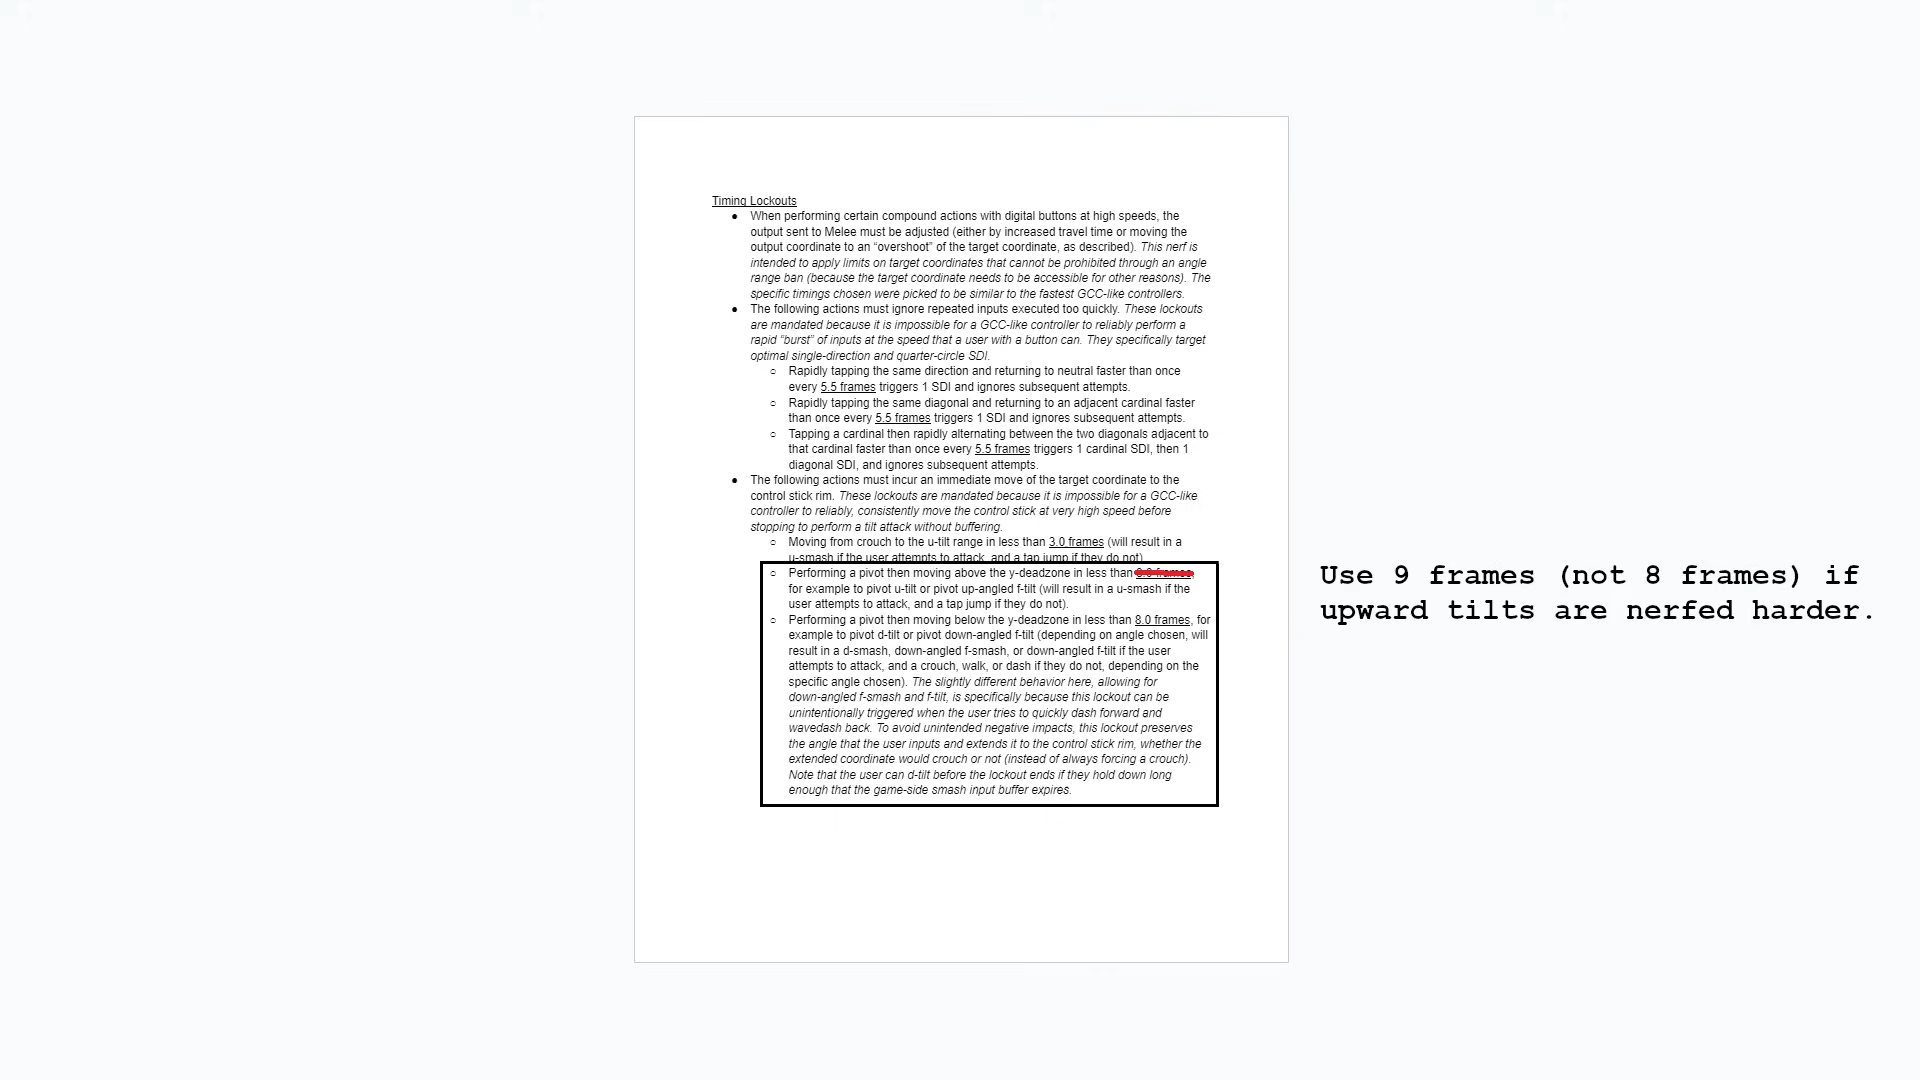 Timing Lockouts
● When performing certain compound actions with digital buttons at high speeds, the
output sent to Melee must be adjusted (either by increased travel time or moving the
output coordinate to an “overshoot” of the target coordinate, as described). This nerf is
intended to apply limits on target coordinates that cannot be prohibited through an angle
range ban (because the target coordinate needs to be accessible for other reasons). The
specific timings chosen were picked to be similar to the fastest GCC-like controllers.
● The following actions must ignore repeated inputs executed too quickly. These lockouts
are mandated because it is impossible for a GCC-like controller to reliably perform a
rapid “burst” of inputs at the speed that a user with a button can. They specifically target
optimal single-direction and quarter-circle SDI.
○ Rapidly tapping the same direction and returning to neutral faster than once
every 5.5 frames triggers 1 SDI and ignores subsequent attempts.
○ Rapidly tapping the same diagonal and returning to an adjacent cardinal faster
than once every 5.5 frames triggers 1 SDI and ignores subsequent attempts.
○ Tapping a cardinal then rapidly alternating between the two diagonals adjacent to
that cardinal faster than once every 5.5 frames triggers 1 cardinal SDI, then 1
diagonal SDI, and ignores subsequent attempts.
● The following actions must incur an immediate move of the target coordinate to the
control stick rim. These lockouts are mandated because it is impossible for a GCC-like
controller to reliably, consistently move the control stick at very high speed before
stopping to perform a tilt attack without buffering.
○ Moving from crouch to the u-tilt range in less than 3.0 frames (will result in a
u-smash if the user attempts to attack, and a tap jump if they do not).
○ Performing a pivot then moving above the y-deadzone in less than
for example to pivot u-tilt or pivot up-angled f-tilt (will result in a u-smash if the
user attempts to attack, and a tap jump if they do not).
○ Performing a pivot then moving below the y-deadzone in less than 8.0 frames, for
example to pivot d-tilt or pivot down-angled f-tilt (depending on angle chosen, will
result in a d-smash, down-angled f-smash, or down-angled f-tilt if the user
attempts to attack, and a crouch, walk, or dash if they do not, depending on the
specific angle chosen). The slightly different behavior here, allowing for
down-angled f-smash and f-tilt, is specifically because this lockout can be
unintentionally triggered when the user tries to quickly dash forward and
wavedash back. To avoid unintended negative impacts, this lockout preserves
the angle that the user inputs and extends it to the control stick rim, whether the
extended coordinate would crouch or not (instead of always forcing a crouch).
Note that the user can d-tilt before the lockout ends if they hold down long
enough that the game-side smash input buffer expires.
Use 9 frames (not 8 frames) if
upward tilts are nerfed harder.